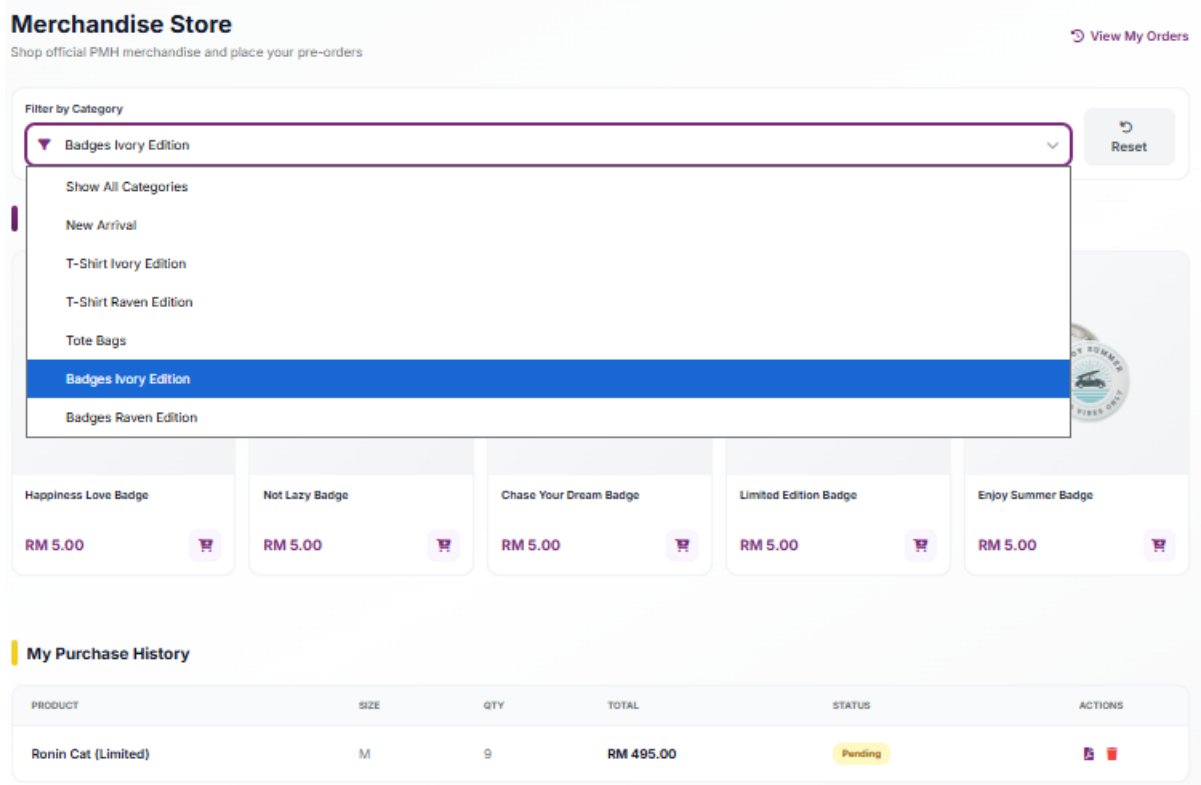 Merchandise Store
Shop official PMH merchandise and place your pre-orders
View My Orders
Filter by Category
Badges Ivory Edition
Reset
Show All Categories
New Arrival
T-Shirt Ivory Edition
T-Shirt Raven Edition
Tote Bags
Badges Ivory Edition
Badges Raven Edition
Happiness Love Badge
RM 5.00
Not Lazy Badge
RM 5.00
Chase Your Dream Badge
RM 5.00
Limited Edition Badge
RM 5.00
Enjoy Summer Badge
RM 5.00
My Purchase History
PRODUCT SIZE QTY TOTAL STATUS ACTIONS
Ronin Cat (Limited) M 9 RM 495.00 Pending